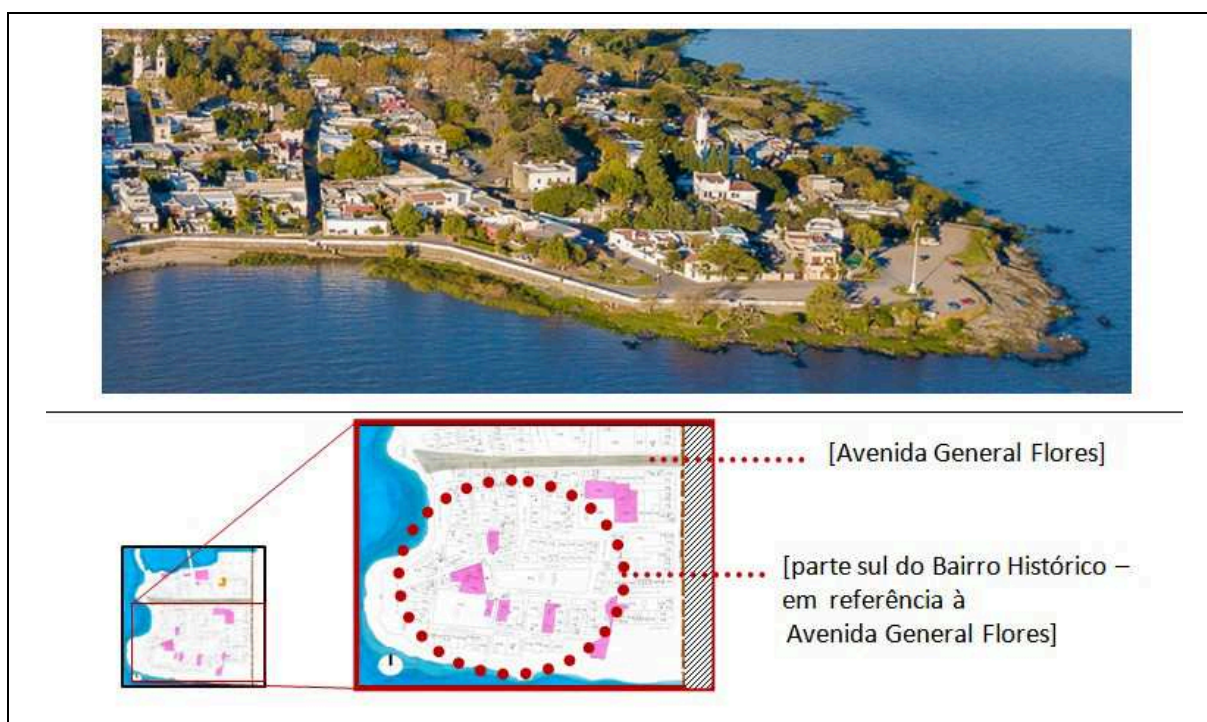 [Avenida General Flores]
[parte sul do Bairro Histórico –
em referência à
Avenida General Flores]